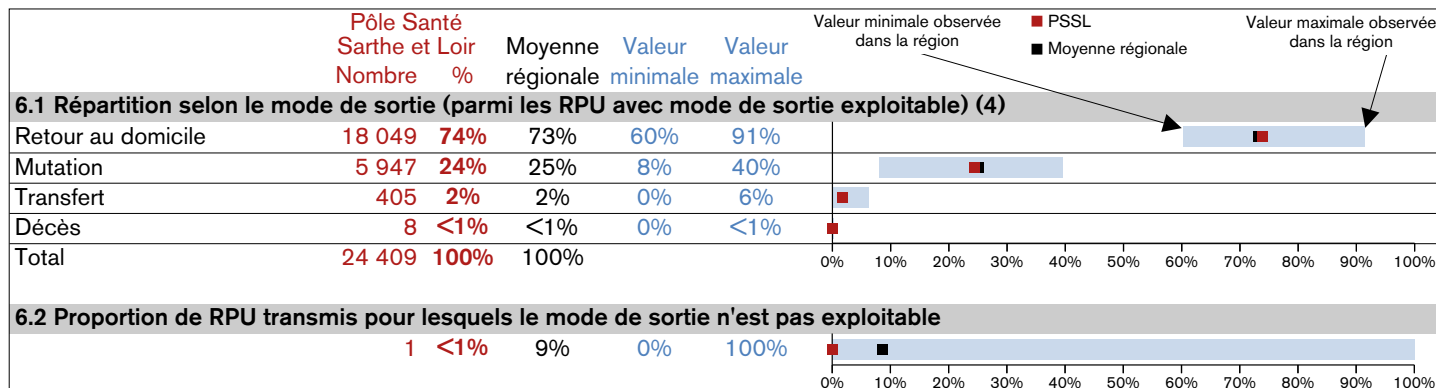 Pôle Santé
Sarthe et Loir Moyenne Valeur Valeur
Nombre % régionale minimale maximale
Valeur minimale observée
dans la région
PSSL
Moyenne régionale
Valeur maximale observée
dans la région
6.1 Répartition selon le mode de sortie (parmi les RPU avec mode de sortie exploitable) (4)
Retour au domicile 18 049 74% 73% 60% 91%
Mutation 5 947 24% 25% 8% 40%
Transfert 405 2% 2% 0% 6%
Décès 8 <1% <1% 0% <1%
Total 24 409 100% 100%
0% 10% 20% 30% 40% 50% 60% 70% 80% 90% 100%
6.2 Proportion de RPU transmis pour lesquels le mode de sortie n'est pas exploitable
1 <1% 9% 0% 100%
0% 10% 20% 30% 40% 50% 60% 70% 80% 90% 100%